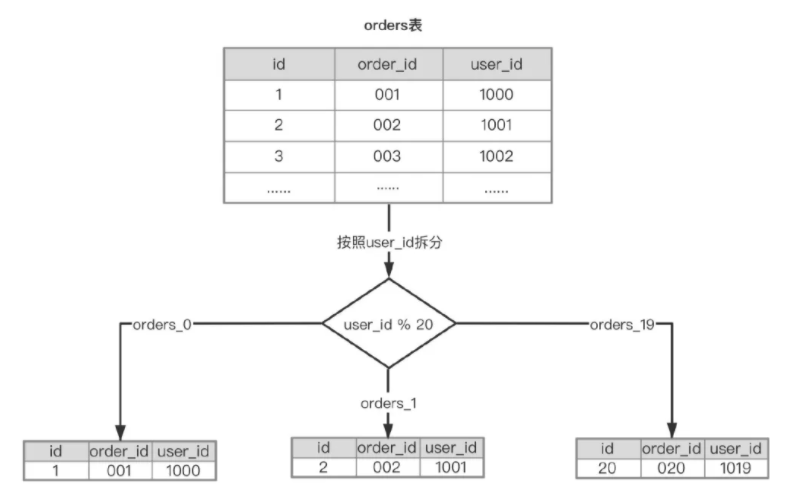 orders表
id order_id user_id
1 001 1000
2 002 1001
3 003 1002
...... ...... ......
按照user_id拆分
user_id % 20
orders_0
orders_19
orders_1
id order_id user_id
1 001 1000
id order_id user_id
2 002 1001
id order_id user_id
20 020 1019